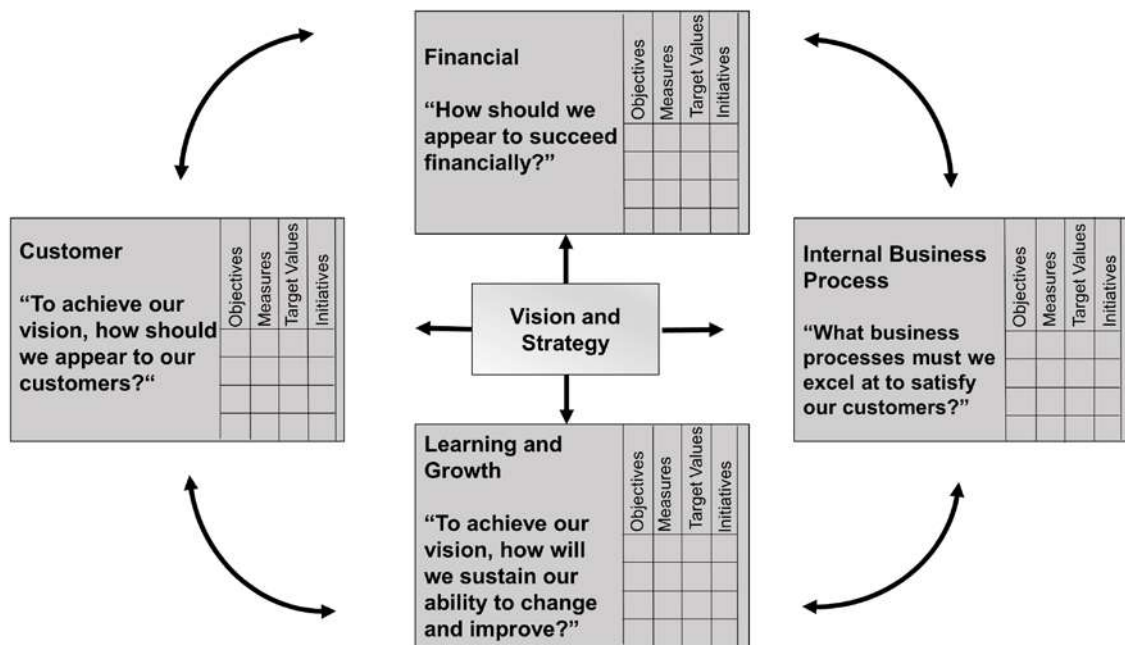 Financial
“How should we
appear to succeed
financially?”
Objectives
Measures
Target Values
Initiatives
Customer
“To achieve our
vision, how should
we appear to our
customers?“
Objectives
Measures
Target Values
Initiatives
Vision and
Strategy
Internal Business
Process
“What business
processes must we
excel at to satisfy
our customers?”
Objectives
Measures
Target Values
Initiatives
Learning and
Growth
“To achieve our
vision, how will
we sustain our
ability to change
and improve?”
Objectives
Measures
Target Values
Initiatives